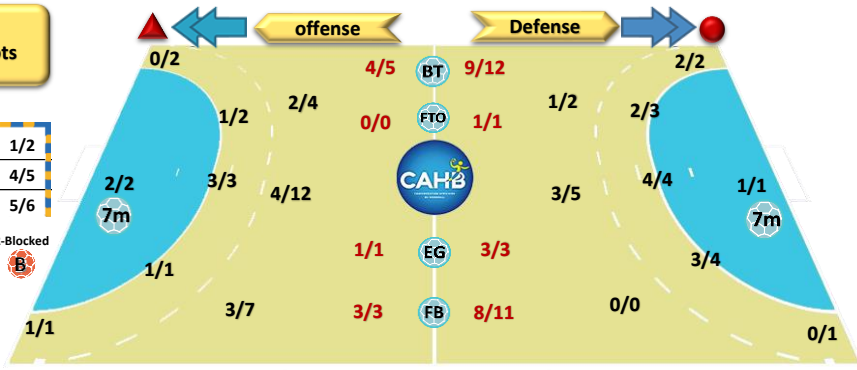 offense
Defense
ots
0/2
4/5
BT
9/12
2/2
2/4
1/2
1/2
2/3
0/0
FTO
1/1
1/2
4/5
5/6
2/2
3/3
4/12
CAHB
3/5
4/4
1/1
7m
7m
-Blocked
B
1/1
1/1
EG
3/3
3/4
3/7
3/3
FB
8/11
0/0
1/1
0/1